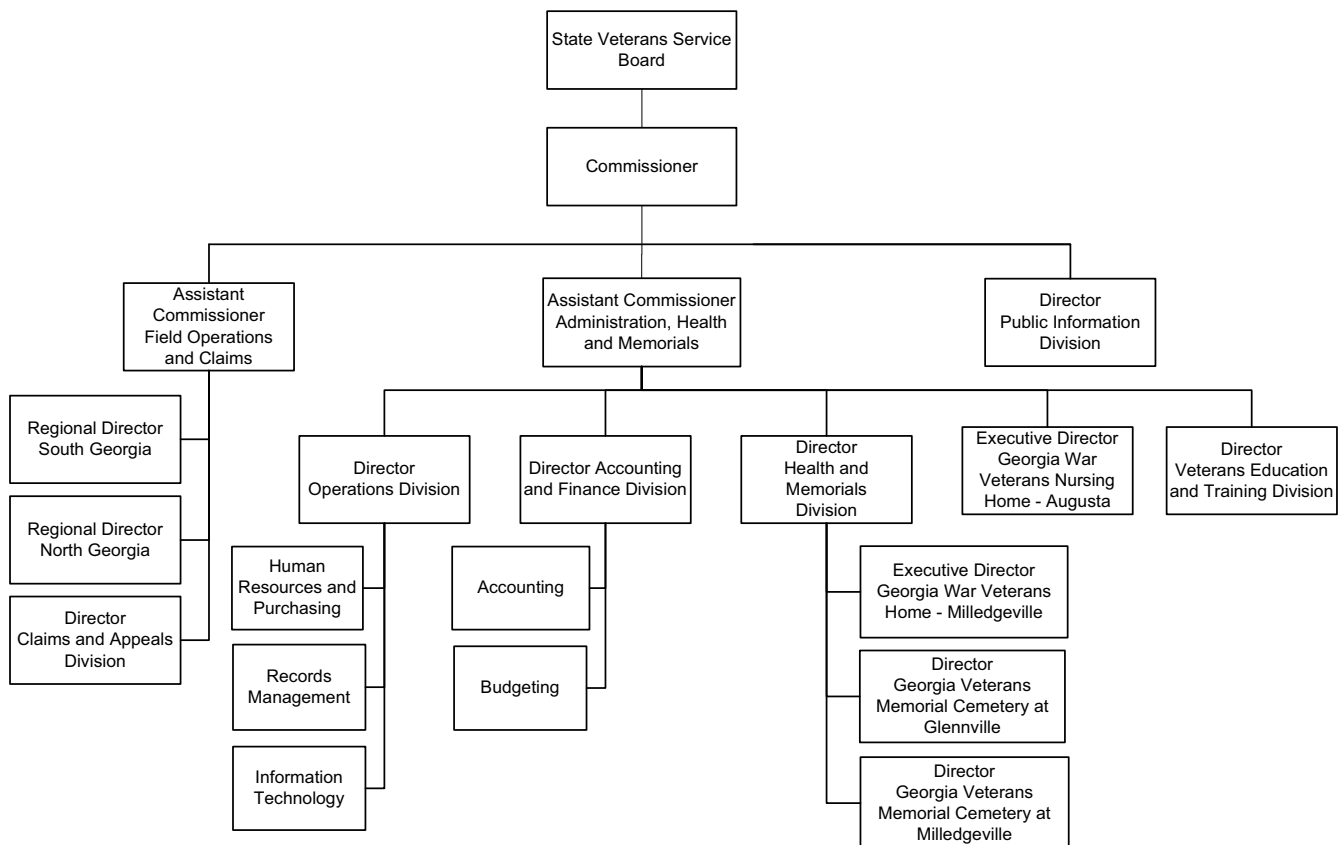 State Veterans Service
Board
Commissioner
Assistant
Commissioner
Field Operations
and Claims
Assistant Commissioner
Administration, Health
and Memorials
Director
Public Information
Division
Regional Director
South Georgia
Regional Director
North Georgia
Director
Claims and Appeals
Division
Director
Operations Division
Director Accounting
and Finance Division
Director
Health and
Memorials
Division
Executive Director
Georgia War
Veterans Nursing
Home - Augusta
Director
Veterans Education
and Training Division
Human
Resources and
Purchasing
Records
Management
Information
Technology
Accounting
Budgeting
Executive Director
Georgia War Veterans
Home - Milledgeville
Director
Georgia Veterans
Memorial Cemetery at
Glennville
Director
Georgia Veterans
Memorial Cemetery at
Milledgeville